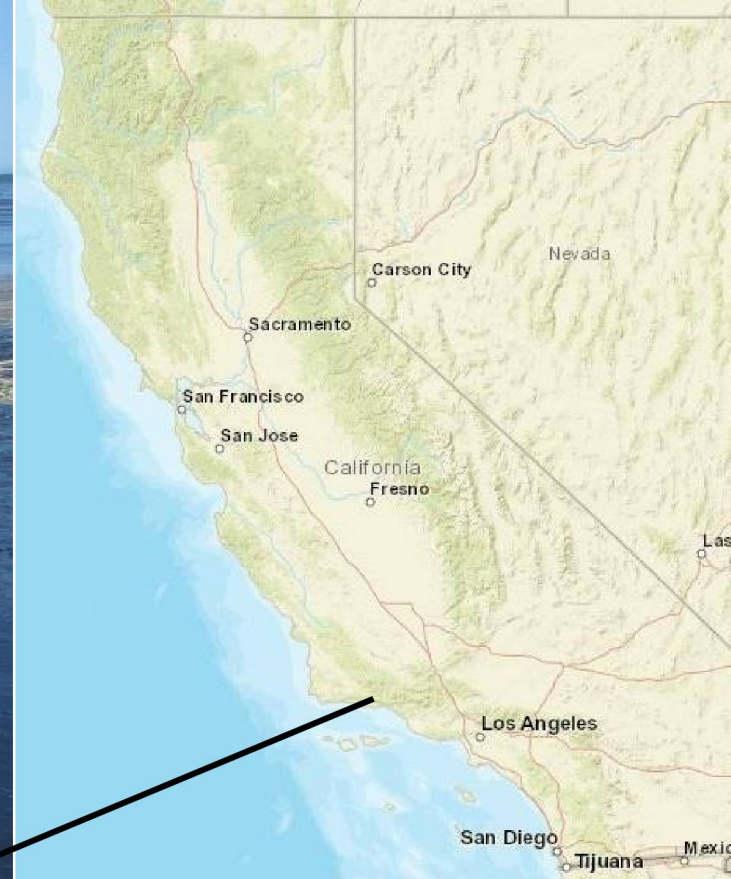 Carson City
Nevada
Sacramento
San Francisco
San Jose
California
Fresno
Las
Los Angeles
San Diego
Tijuana
Mexic